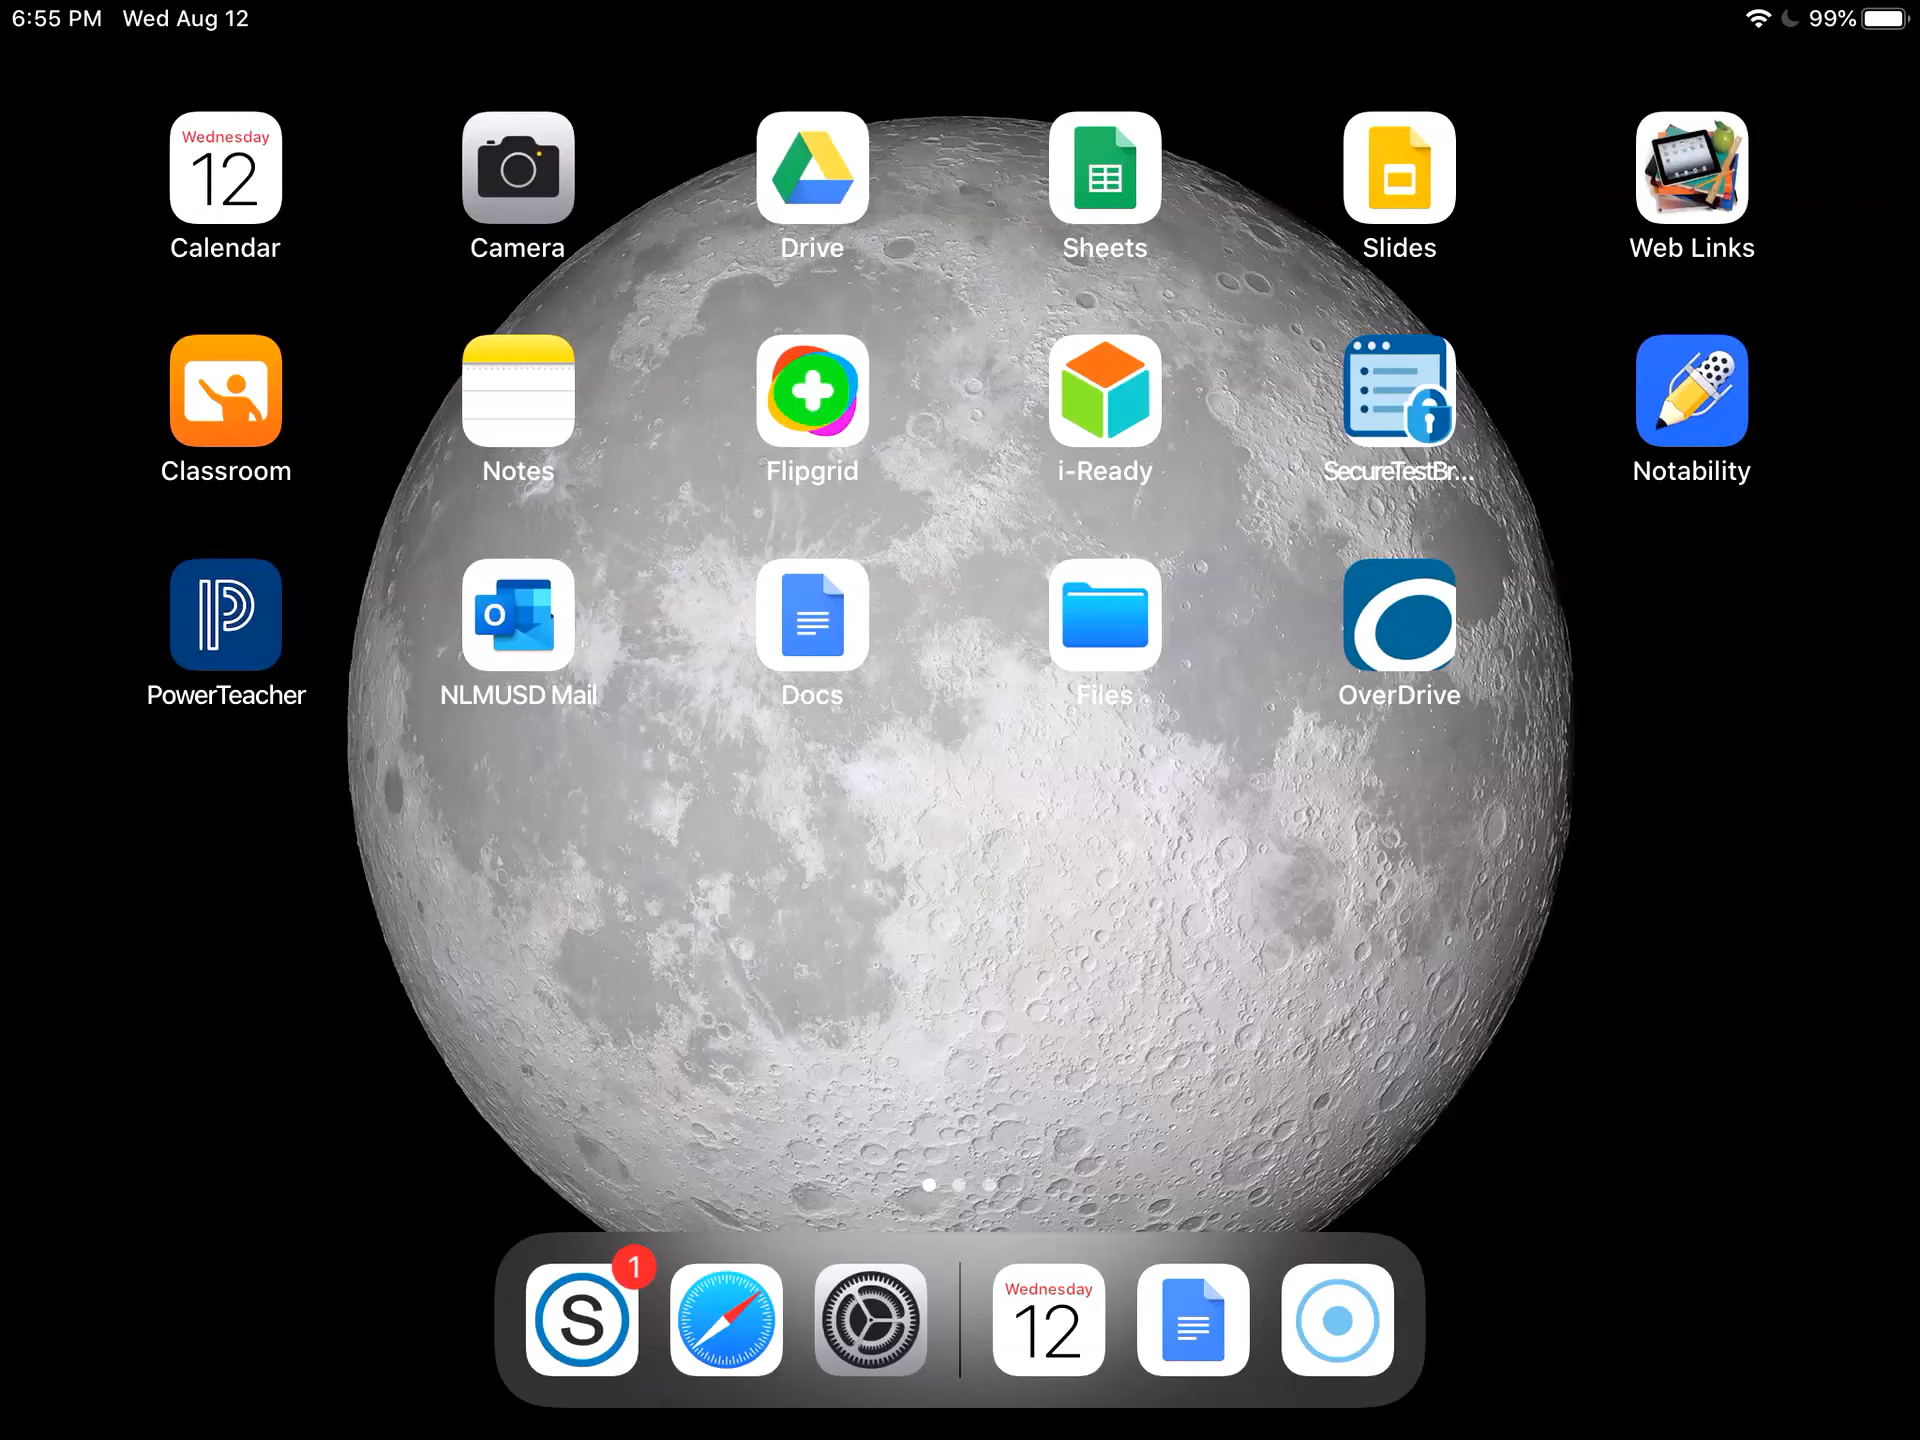 6:55 PM Wed Aug 12
99%
Wednesday
12
Calendar
Camera
Drive
Sheets
Slides
Web Links
Classroom
Notes
Flipgrid
i-Ready
SecureTestBr...
Notability
PowerTeacher
O
NLMUSD Mail
Docs
Files
OverDrive
S
1
Wednesday
12